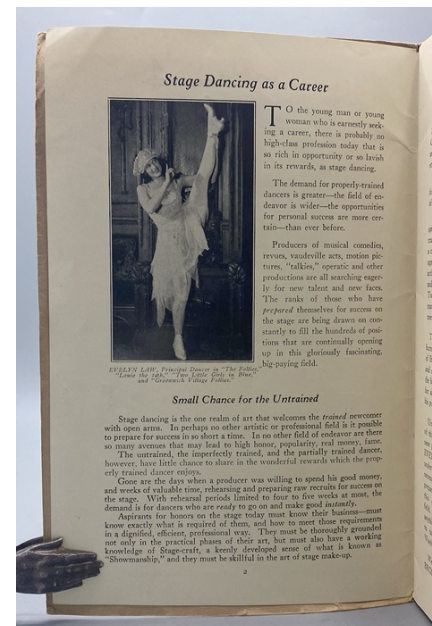 Stage Dancing as a Career
TO the young man or young
woman who is earnestly seek-
ing a career, there is probably no
high-class profession today that is
so rich in opportunity or so lavish
in its rewards, as stage dancing.
The demand for properly-trained
dancers is greater—the field of en-
deavor is wider—the opportunities
for personal success are more cer-
tain—than ever before.
Producers of musical comedies,
revues, vaudeville acts, motion pic-
tures, "talkies," operatic and other
productions are all searching eager-
ly for new talent and new faces.
The ranks of those who have
prepared themselves for success on
the stage are being drawn on con-
stantly to fill the hundreds of posi-
tions that are continually opening
up in this gloriously fascinating,
big-paying field.
EVELYN LAW, Principal Dancer in "The Follies,"
"Louie the 14th," "Two Little Girls in Blue,"
and "Greenwich Village Follies."
Small Chance for the Untrained
Stage dancing is the one realm of art that welcomes the trained newcomer
with open arms. In perhaps no other artistic or professional field is it possible
to prepare for success in so short a time. In no other field of endeavor are there
so many avenues that may lead to high honor, popularity, real money, fame.
The untrained, the imperfectly trained, and the partially trained dancer,
however, have little chance to share in the wonderful rewards which the prop-
erly trained dancer enjoys.
Gone are the days when a producer was willing to spend his good money,
and weeks of valuable time, rehearsing and preparing raw recruits for success on
the stage. With rehearsal periods limited to four to five weeks at most, the
demand is for dancers who are ready to go on and make good instantly.
Aspirants for honors on the stage today must know their business—must
know exactly what is required of them, and how to meet those requirements
in a dignified, efficient, professional way. They must be thoroughly grounded
not only in the practical phases of their art, but must also have a working
knowledge of Stage-craft, a keenly developed sense of what is known as
"Showmanship," and they must be skillful in the art of stage make-up.
2